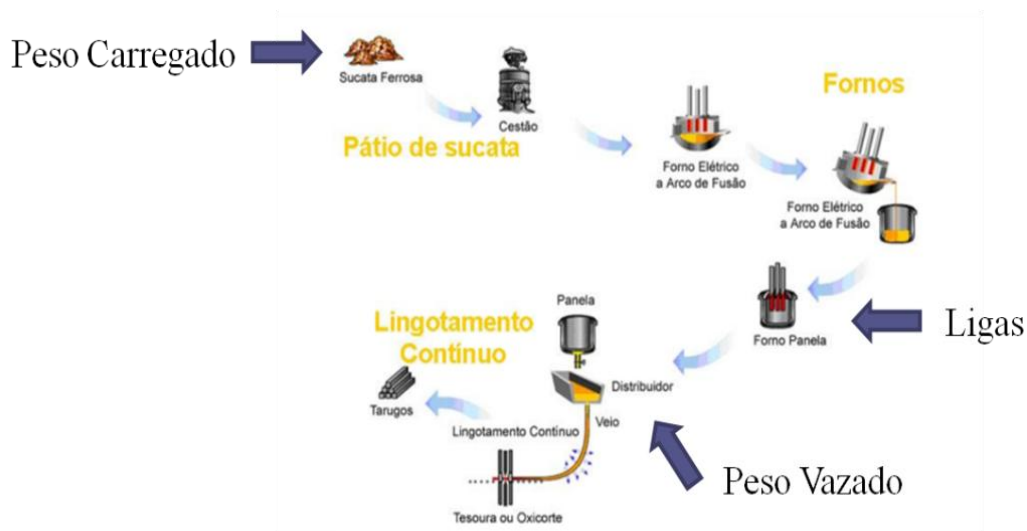 Peso Carregado
Sucata Ferrosa
Cestão
Pátio de sucata
Fornos
Forno Elétrico
a Arco de Fusão
Forno Elétrico
a Arco de Fusão
Forno Panela
Ligas
Panela
Lingotamento
Contínuo
Distribuidor
Tarugos
Veio
Lingotamento Contínuo
Peso Vazado
Tesoura ou Oxicorte